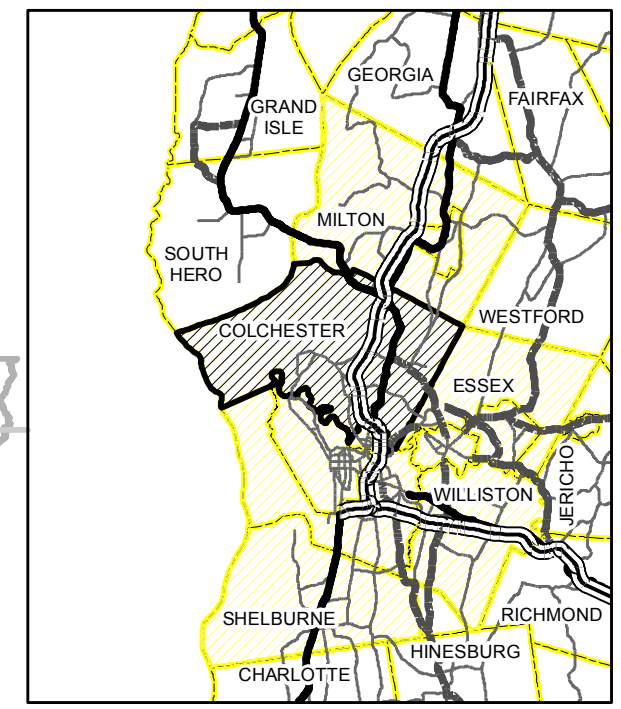 GEORGIA
FAIRFAX
GRAND
ISLE
MILTON
SOUTH
HERO
WESTFORD
COLCHESTER
ESSEX
JERICHO
WILLISTON
SHELBURNE
RICHMOND
HINESBURG
CHARLOTTE